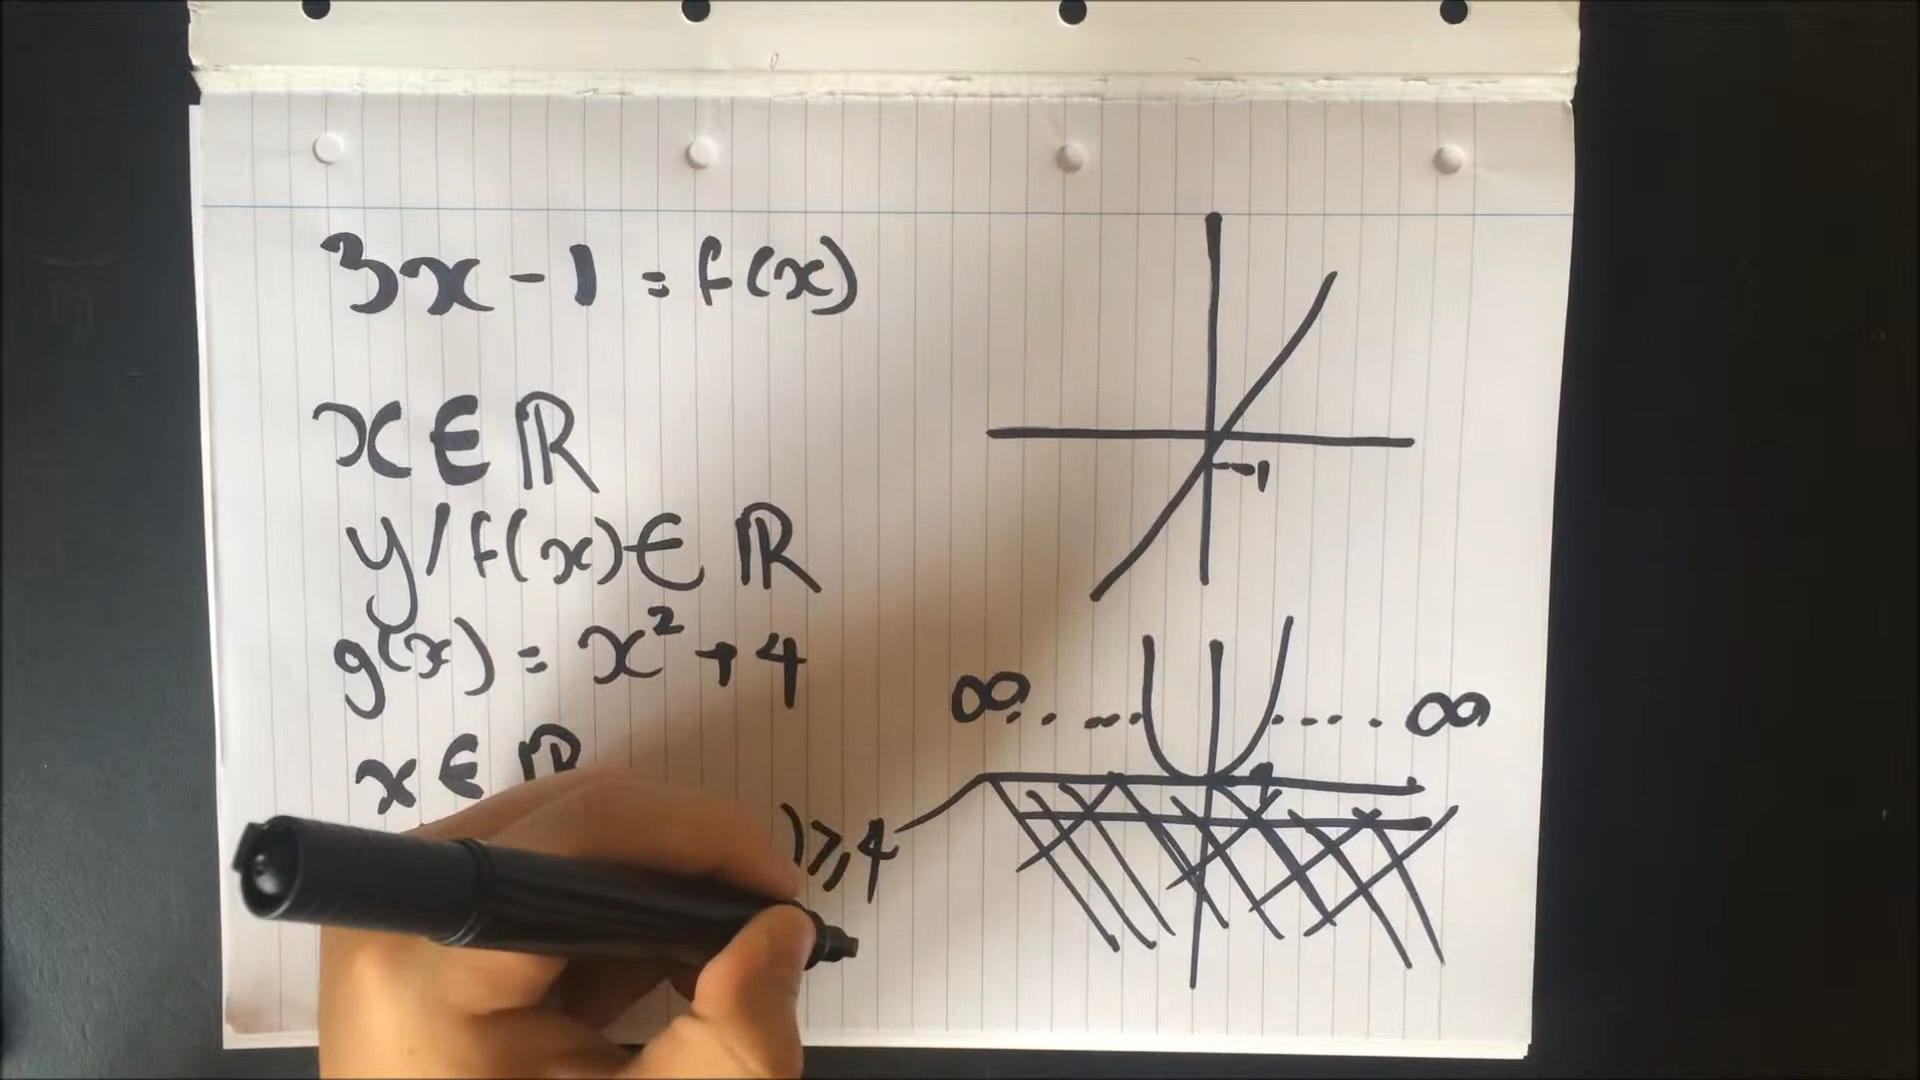 3x - 1 = f(x)
x ∈ ℝ
y/f(x) ∈ ℝ
g(x) = x² + 4
x ∈ ℝ
) ⩾ 4
-1
∞ ∞